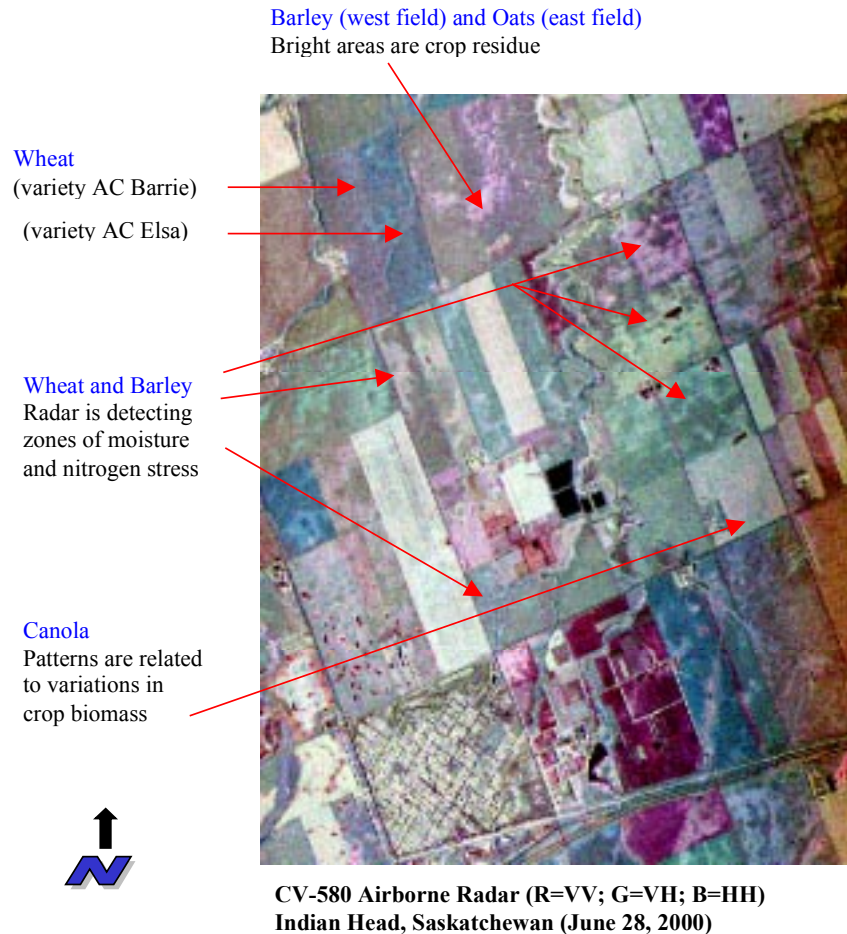 Barley (west field) and Oats (east field)
Bright areas are crop residue
Wheat
(variety AC Barrie)
(variety AC Elsa)
Wheat and Barley
Radar is detecting
zones of moisture
and nitrogen stress
Canola
Patterns are related
to variations in
crop biomass
N
CV-580 Airborne Radar (R=VV; G=VH; B=HH)
Indian Head, Saskatchewan (June 28, 2000)